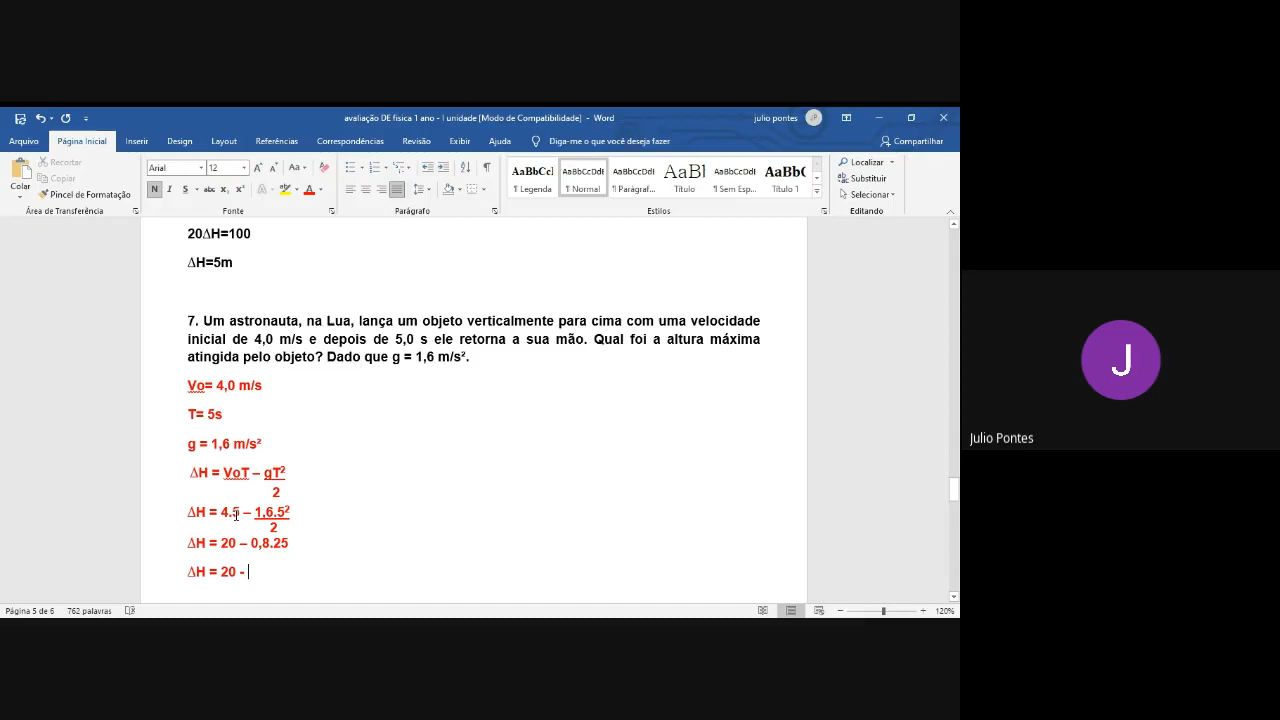 avaliação DE fisica 1 ano - I unidade [Modo de Compatibilidade] - Word
julio pontes
Arquivo Página Inicial Inserir Design Layout Referências Correspondências Revisão Exibir Ajuda Diga-me o que você deseja fazer Compartilhar
Colar
Recortar
Copiar
Pincel de Formatação
Área de Transferência
Arial 12
N I S abc x₂ x²
Fonte
Parágrafo
AaBbCcI AaBbCcDdI AaBbCcDdI AaBl AaBbCcDdI AaBbC
¶ Legenda ¶ Normal ¶ Parágraf... Título ¶ Sem Esp... Título 1
Estilos
Localizar
Substituir
Selecionar
Editando
20∆H=100
∆H=5m
7. Um astronauta, na Lua, lança um objeto verticalmente para cima com uma velocidade
inicial de 4,0 m/s e depois de 5,0 s ele retorna a sua mão. Qual foi a altura máxima
atingida pelo objeto? Dado que g = 1,6 m/s².
Vo= 4,0 m/s
T= 5s
g = 1,6 m/s²
∆H = VoT – gT²
2
∆H = 4.5 – 1,6.5²
2
∆H = 20 – 0,8.25
∆H = 20 -
Página 5 de 6 762 palavras
120%
J
Julio Pontes